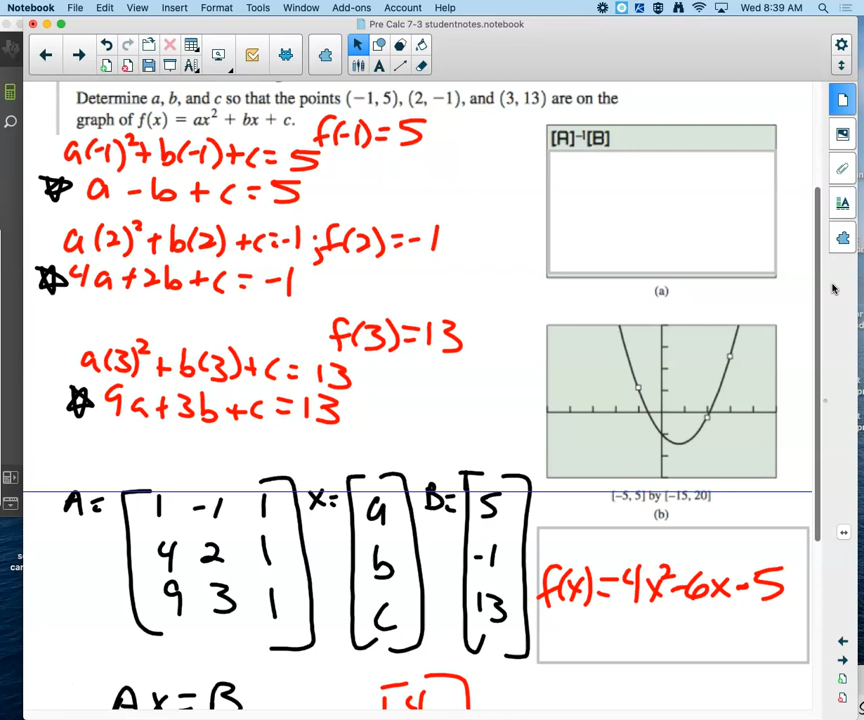 Notebook File Edit View Insert Format Tools Window Add-ons Account Help Wed 8:39 AM
Pre Calc 7-3 studentnotes.notebook
Determine a, b, and c so that the points (−1, 5), (2, −1), and (3, 13) are on the
graph of f(x) = ax² + bx + c.
f(-1) = 5
a(-1)² + b(-1) + c = 5
a - b + c = 5
a(2)² + b(2) + c = -1 ; f(2) = -1
4a + 2b + c = -1
f(3) = 13
a(3)² + b(3) + c = 13
9a + 3b + c = 13
[A]⁻¹[B]
(a)
[−5, 5] by [−15, 20]
(b)
A = [ 1 -1 1 X = [ a B = [ 5
4 2 1 b -1
9 3 1 ] c ] 13 ]
f(x) = 4x² - 6x - 5
AX = B [ 4 ]